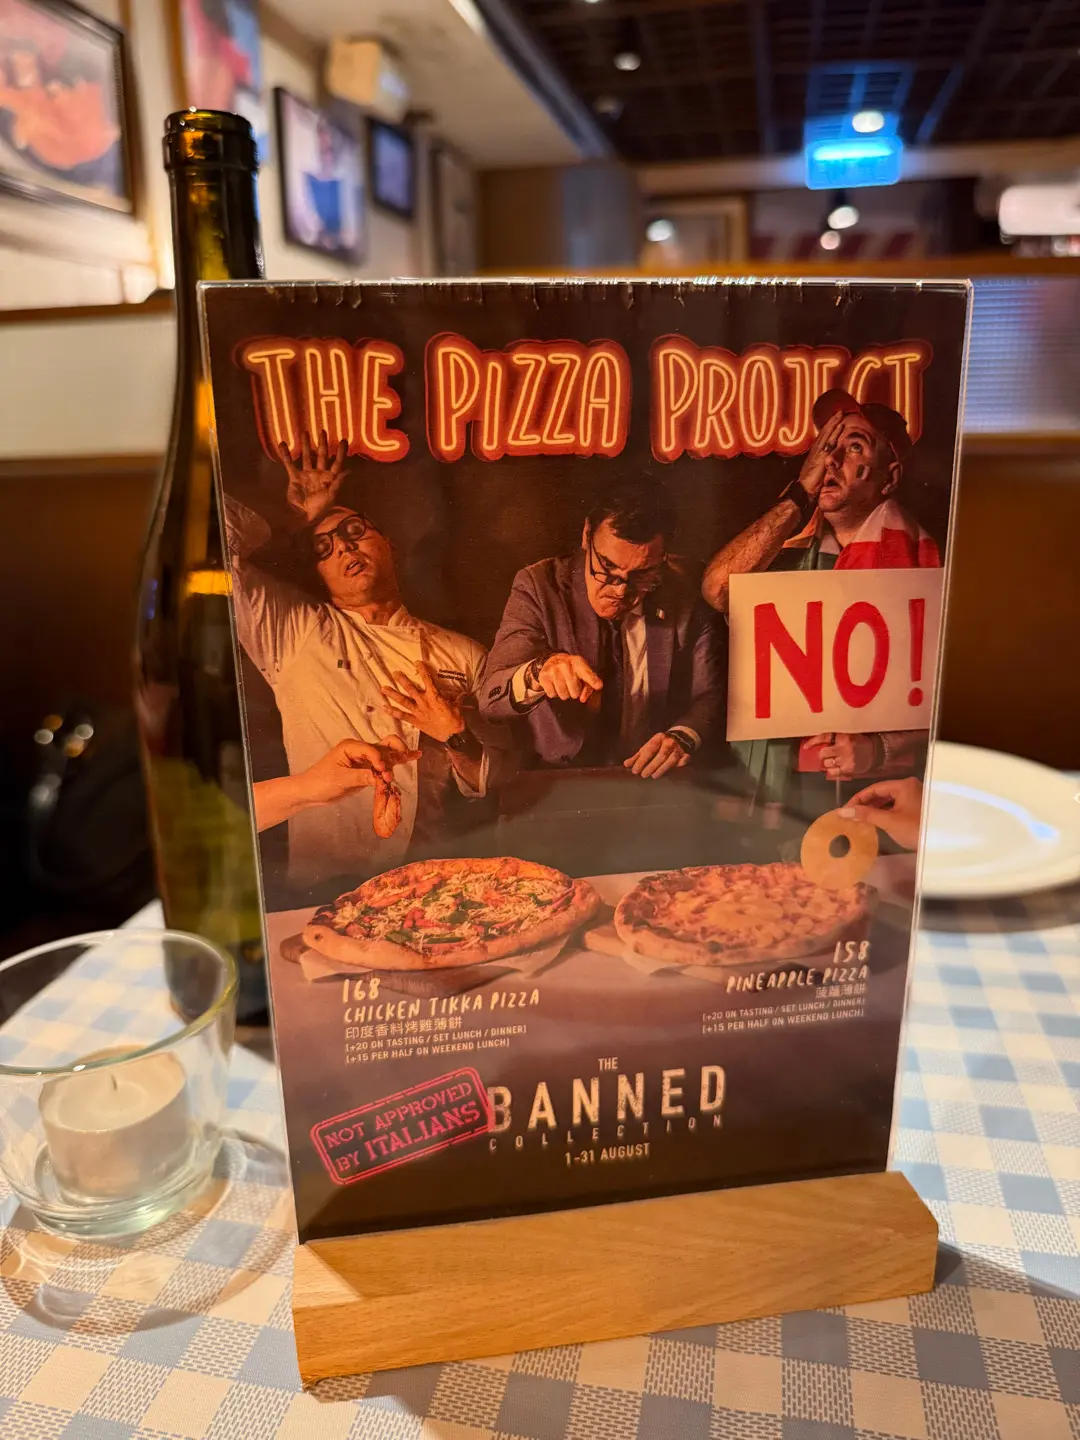 THE PIZZA PROJECT
NO!
168
CHICKEN TIKKA PIZZA
印度香料烤雞薄餅
[+20 ON TASTING / SET LUNCH / DINNER]
[+15 PER HALF ON WEEKEND LUNCH]
158
PINEAPPLE PIZZA
菠蘿薄餅
[+20 ON TASTING / SET LUNCH / DINNER]
[+15 PER HALF ON WEEKEND LUNCH]
THE
BANNED
COLLECTION
1-31 AUGUST
NOT APPROVED
BY ITALIANS